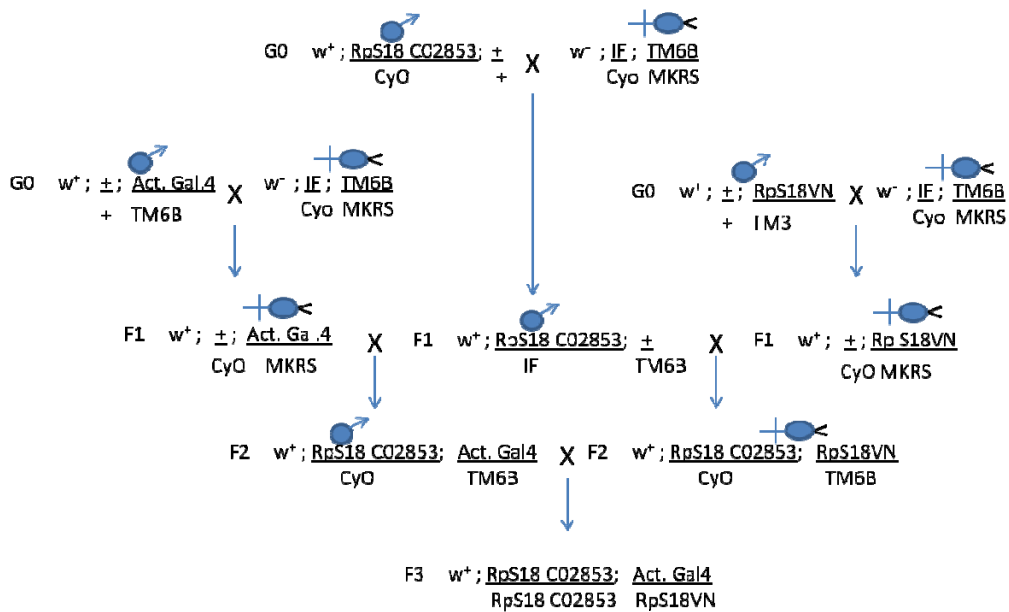 G0 w⁺ ; RpS18 C02853; + X w⁻ ; IF ; TM6B
CyO + Cyo MKRS
G0 w⁺ ; + ; Act. Gal.4 X w⁻ ; IF ; TM6B
+ TM6B Cyo MKRS
G0 w⁺ ; + ; RpS18VN X w⁻ ; IF ; TM6B
+ TM3 Cyo MKRS
F1 w⁺ ; + ; Act. Gal.4 X F1 w⁺ ; RpS18 C02853; + X F1 w⁺ ; + ; RpS18VN
CyO MKRS IF TM6B CyO MKRS
F2 w⁺ ; RpS18 C02853; Act. Gal4 X F2 w⁺ ; RpS18 C02853; RpS18VN
CyO TM6B CyO TM6B
F3 w⁺ ; RpS18 C02853; Act. Gal4
RpS18 C02853 RpS18VN